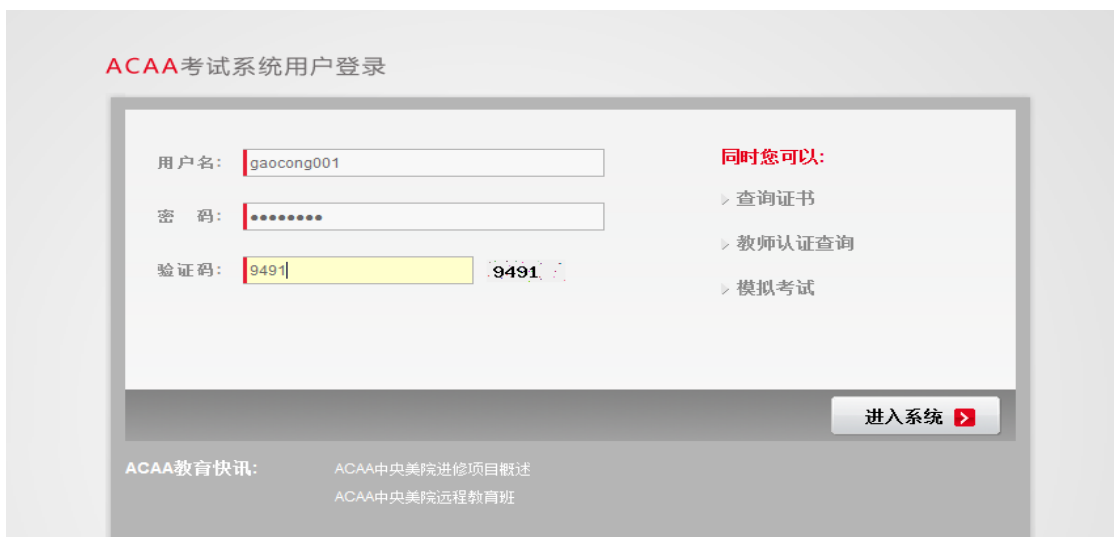 ACAA考试系统用户登录
用户名： gaocong001
密 码： ••••••••
验证码： 9491 9491
同时您可以：
查询证书
教师认证查询
模拟考试
进入系统
ACAA教育快讯： ACAA中央美院进修项目概述
ACAA中央美院远程教育班